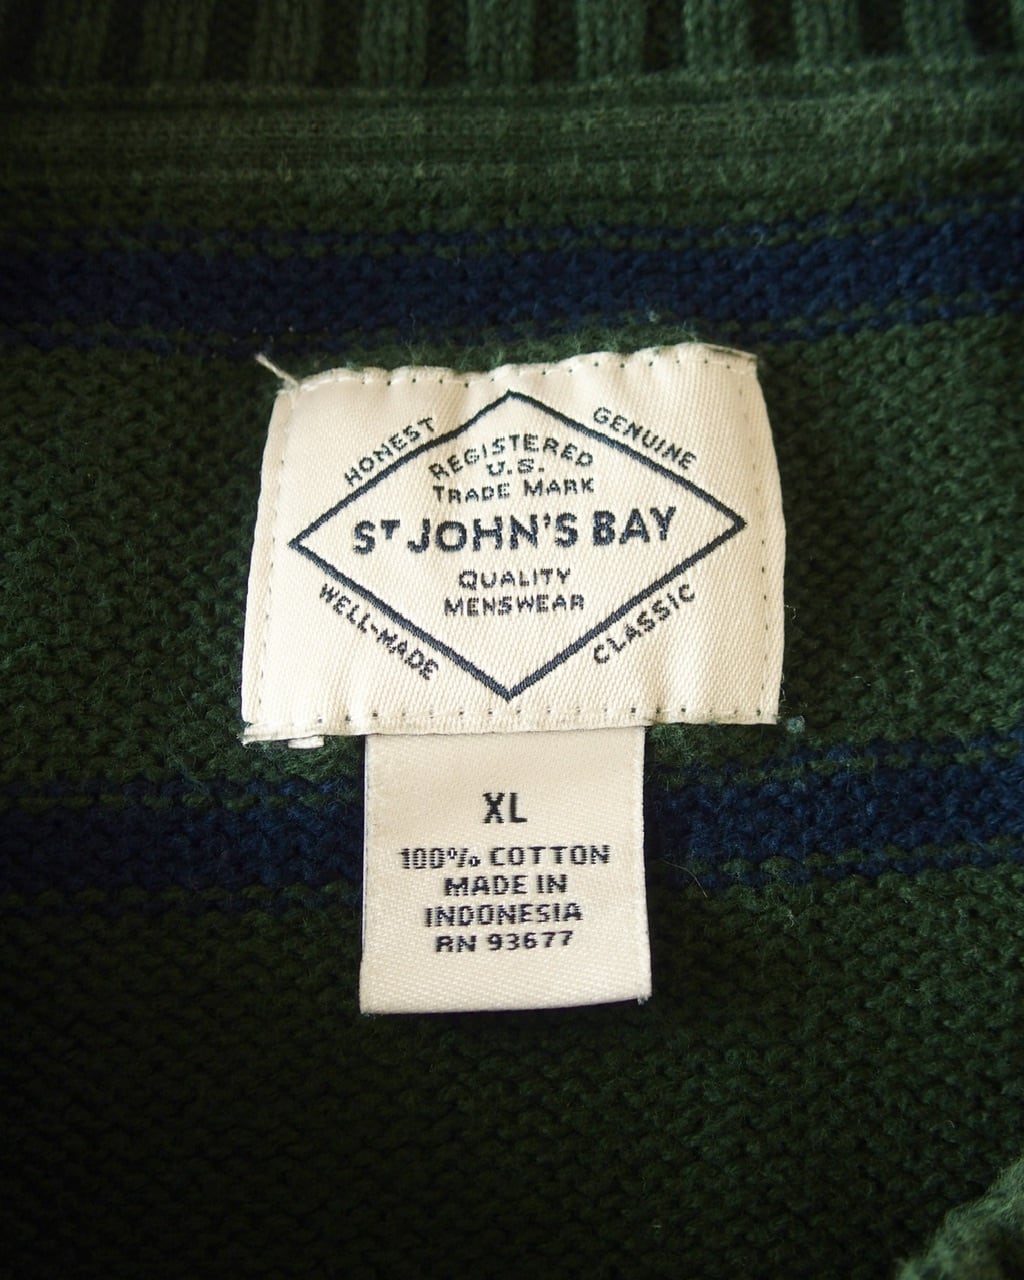 HONEST
GENUINE
REGISTERED
U.S.
TRADE MARK
ST JOHN'S BAY
QUALITY
MENSWEAR
WELL-MADE
CLASSIC
XL
100% COTTON
MADE IN
INDONESIA
RN 93677